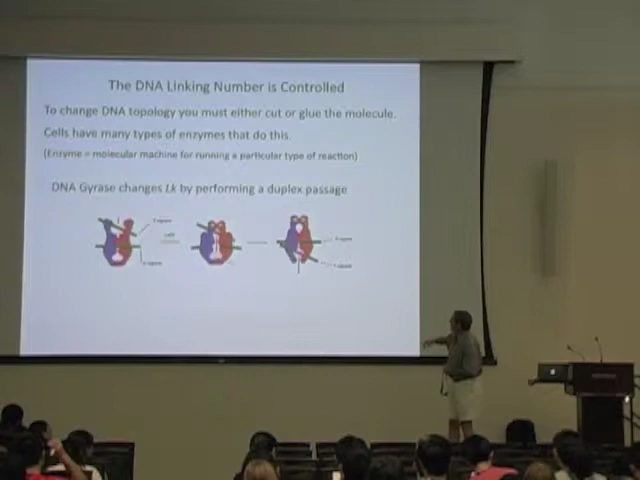 The DNA Linking Number is Controlled
To change DNA topology you must either cut or glue the molecule.
Cells have many types of enzymes that do this.
(Enzyme = molecular machine for running a particular type of reaction)
DNA Gyrase changes Lk by performing a duplex passage